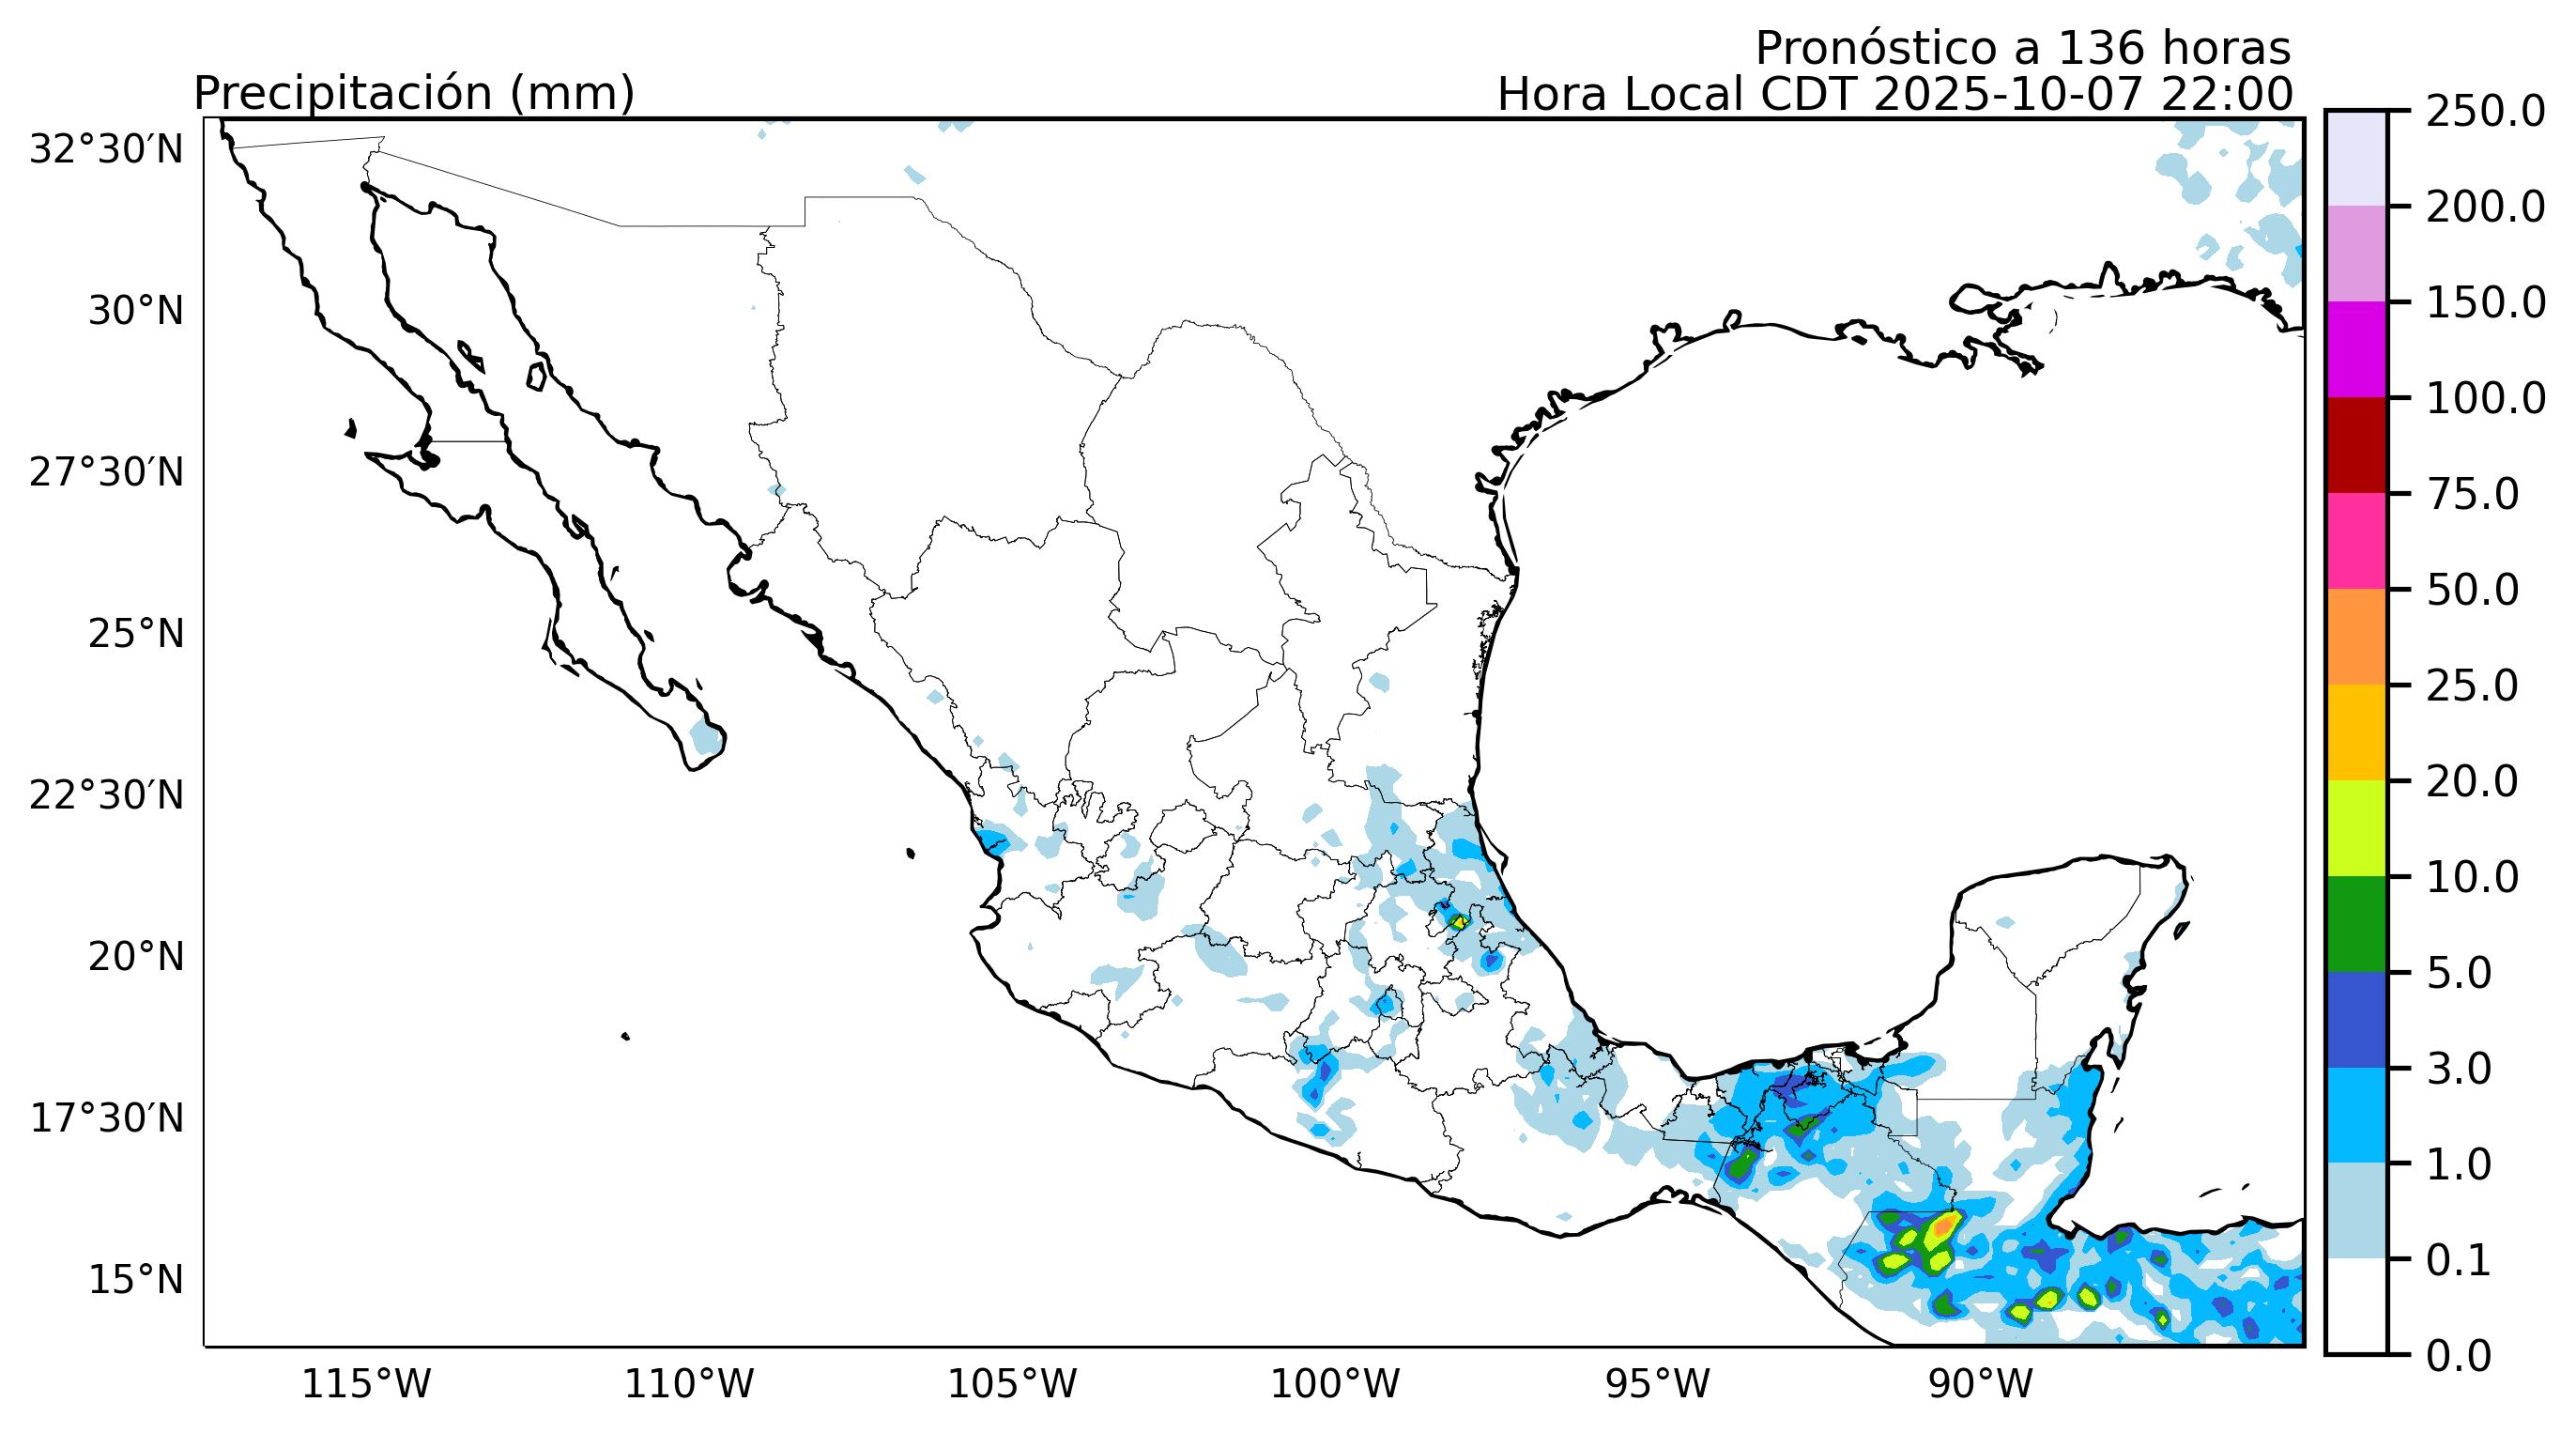 Pronóstico a 136 horas
Precipitación (mm)
Hora Local CDT 2025-10-07 22:00
32°30′N
30°N
27°30′N
25°N
22°30′N
20°N
17°30′N
15°N
115°W
110°W
105°W
100°W
95°W
90°W
250.0
200.0
150.0
100.0
75.0
50.0
25.0
20.0
10.0
5.0
3.0
1.0
0.1
0.0